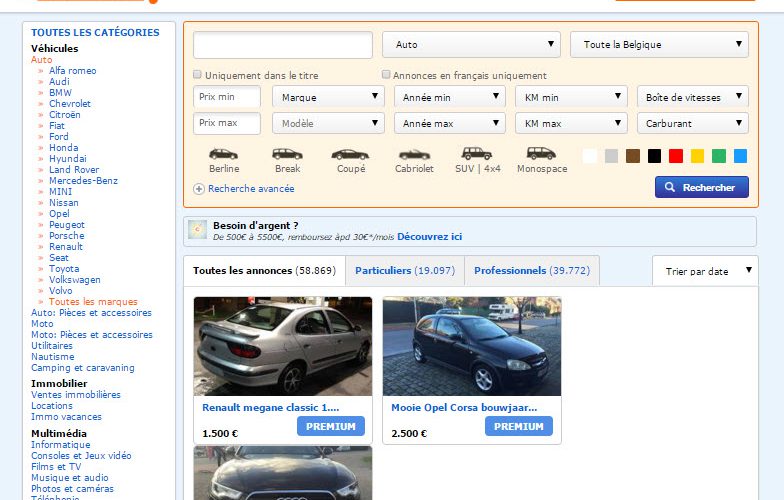 TOUTES LES CATÉGORIES
Véhicules
Auto
» Alfa romeo
» Audi
» BMW
» Chevrolet
» Citroën
» Fiat
» Ford
» Honda
» Hyundai
» Land Rover
» Mercedes-Benz
» MINI
» Nissan
» Opel
» Peugeot
» Porsche
» Renault
» Seat
» Toyota
» Volkswagen
» Volvo
» Toutes les marques
Auto: Pièces et accessoires
Moto
Moto: Pièces et accessoires
Utilitaires
Nautisme
Camping et caravaning
Immobilier
Ventes immobilières
Locations
Immo vacances
Multimédia
Informatique
Consoles et Jeux vidéo
Films et TV
Musique et audio
Photos et caméras
Téléphonie
Auto Toute la Belgique
Uniquement dans le titre Annonces en français uniquement
Prix min Marque Année min KM min Boîte de vitesses
Prix max Modèle Année max KM max Carburant
Berline Break Coupé Cabriolet SUV | 4x4 Monospace
Recherche avancée Rechercher
Besoin d'argent ?
De 500€ à 5500€, remboursez àpd 30€*/mois Découvrez ici
Toutes les annonces (58.869) Particuliers (19.097) Professionnels (39.772) Trier par date
Renault megane classic 1.... Mooie Opel Corsa bouwjaar...
1.500 € PREMIUM 2.500 € PREMIUM